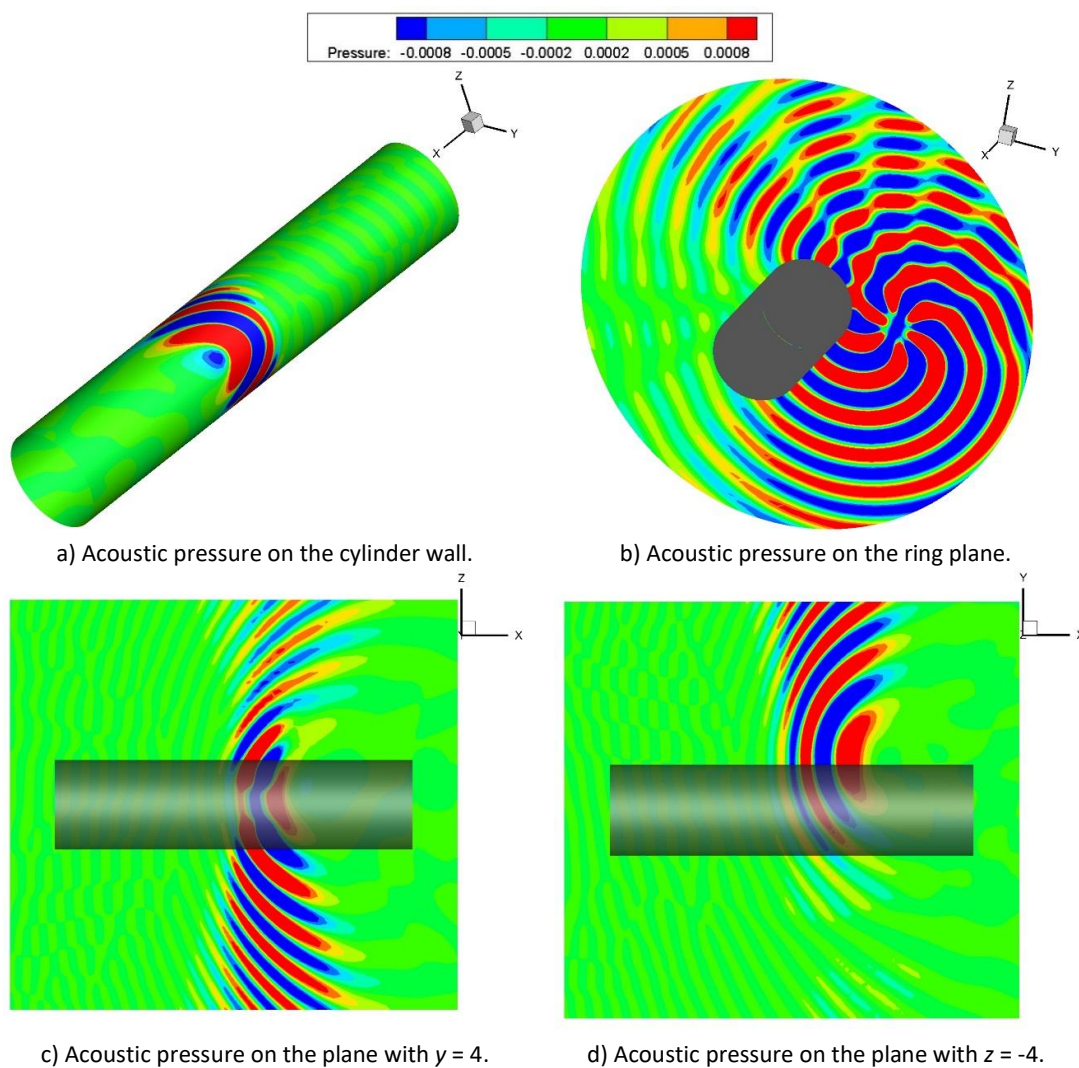 Pressure: -0.0008 -0.0005 -0.0002 0.0002 0.0005 0.0008
Z
X
Y
Z
X
Y
a) Acoustic pressure on the cylinder wall.
b) Acoustic pressure on the ring plane.
Z
Y
X
Y
Z
X
c) Acoustic pressure on the plane with y = 4.
d) Acoustic pressure on the plane with z = -4.